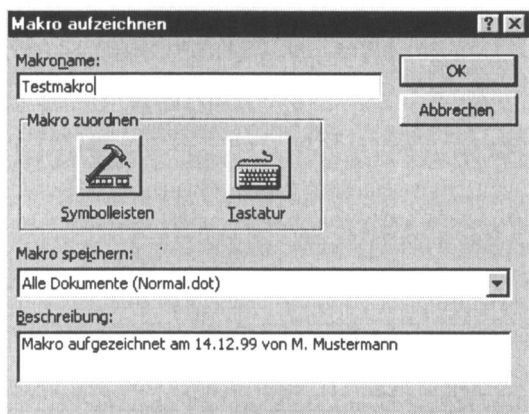 Makro aufzeichnen
Makroname:
Testmakro
OK
Abbrechen
Makro zuordnen
Symbolleisten
Tastatur
Makro speichern:
Alle Dokumente (Normal.dot)
Beschreibung:
Makro aufgezeichnet am 14.12.99 von M. Mustermann